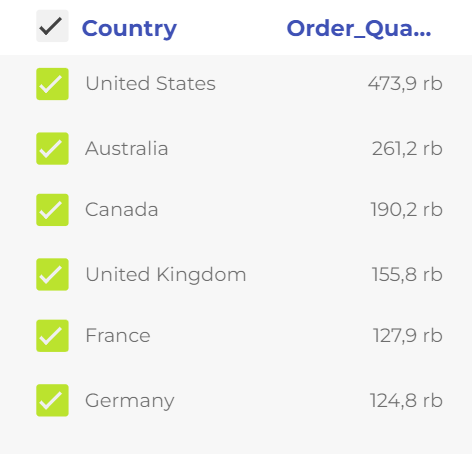 Country Order_Qua...
United States 473,9 rb
Australia 261,2 rb
Canada 190,2 rb
United Kingdom 155,8 rb
France 127,9 rb
Germany 124,8 rb